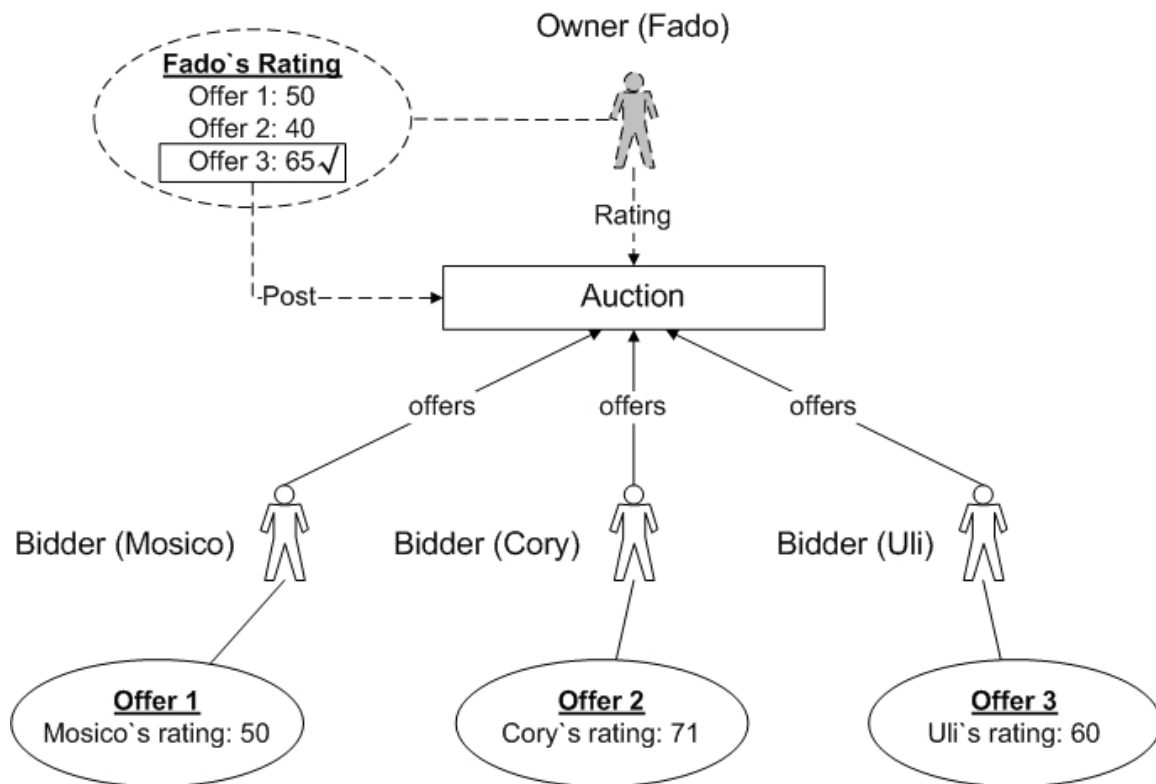 Owner (Fado)
Fado`s Rating
Offer 1: 50
Offer 2: 40
Offer 3: 65√
Rating
Post
Auction
offers
offers
offers
Bidder (Mosico)
Bidder (Cory)
Bidder (Uli)
Offer 1
Mosico`s rating: 50
Offer 2
Cory`s rating: 71
Offer 3
Uli`s rating: 60